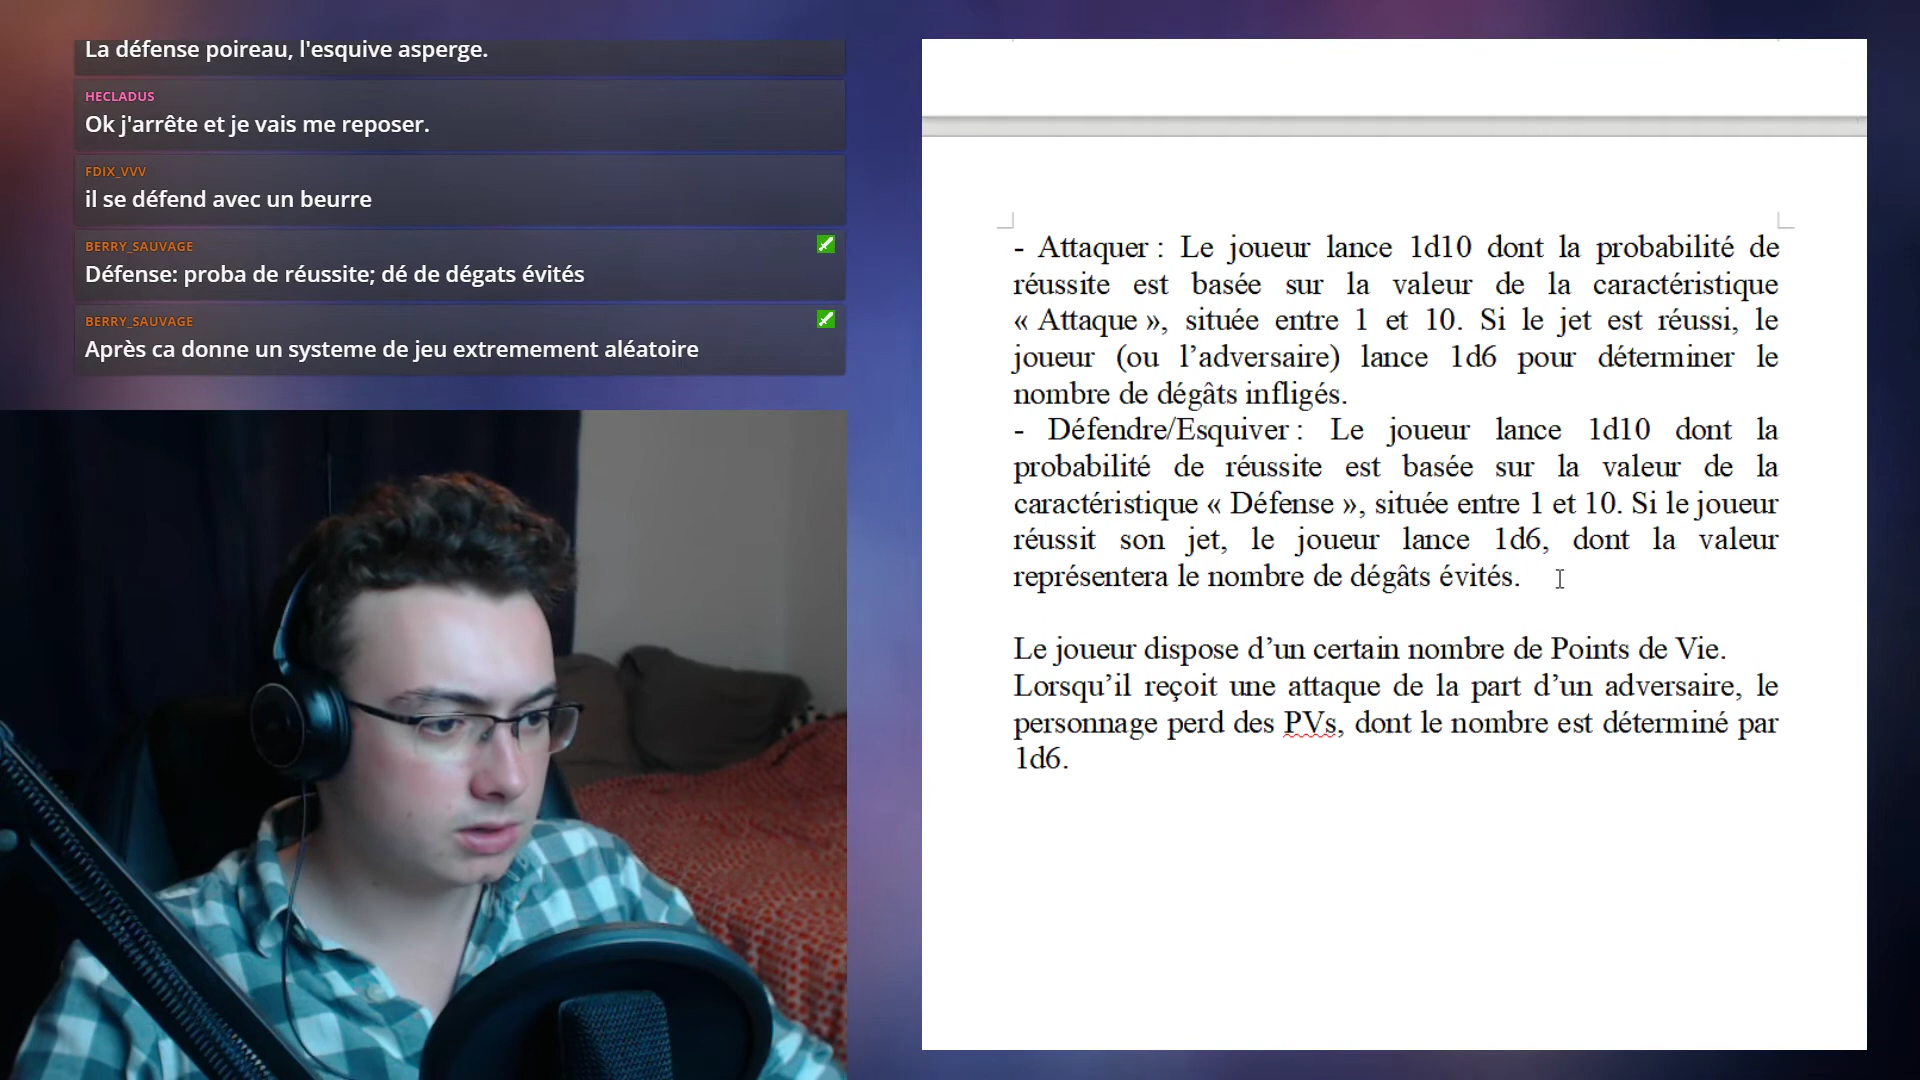 La défense poireau, l'esquive asperge.
HECLADUS
Ok j'arrête et je vais me reposer.
FDIX_VVV
il se défend avec un beurre
BERRY_SAUVAGE
Défense: proba de réussite; dé de dégats évités
BERRY_SAUVAGE
Après ca donne un systeme de jeu extremement aléatoire
- Attaquer : Le joueur lance 1d10 dont la probabilité de
réussite est basée sur la valeur de la caractéristique
« Attaque », située entre 1 et 10. Si le jet est réussi, le
joueur (ou l’adversaire) lance 1d6 pour déterminer le
nombre de dégâts infligés.
- Défendre/Esquiver : Le joueur lance 1d10 dont la
probabilité de réussite est basée sur la valeur de la
caractéristique « Défense », située entre 1 et 10. Si le joueur
réussit son jet, le joueur lance 1d6, dont la valeur
représentera le nombre de dégâts évités.
Le joueur dispose d’un certain nombre de Points de Vie.
Lorsqu’il reçoit une attaque de la part d’un adversaire, le
personnage perd des PVs, dont le nombre est déterminé par
1d6.